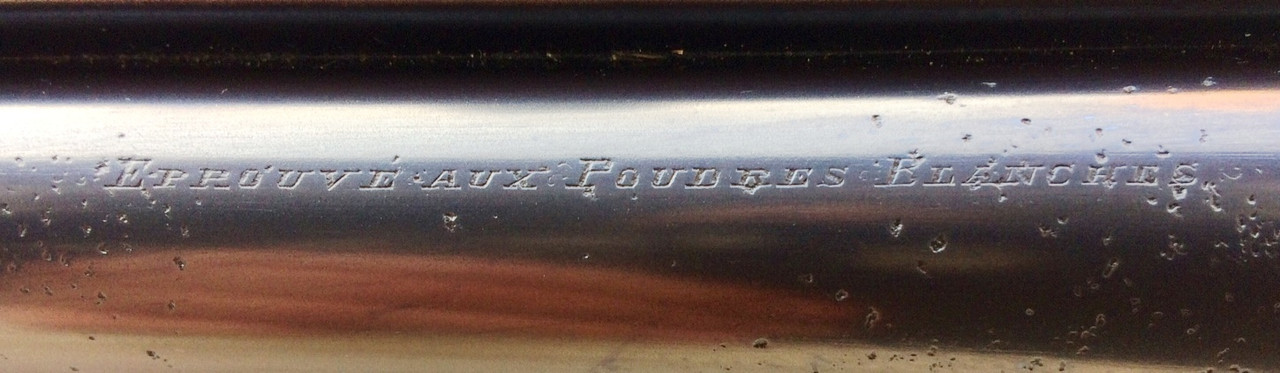 EPROUVÉ AUX POUDRES BLANCHES